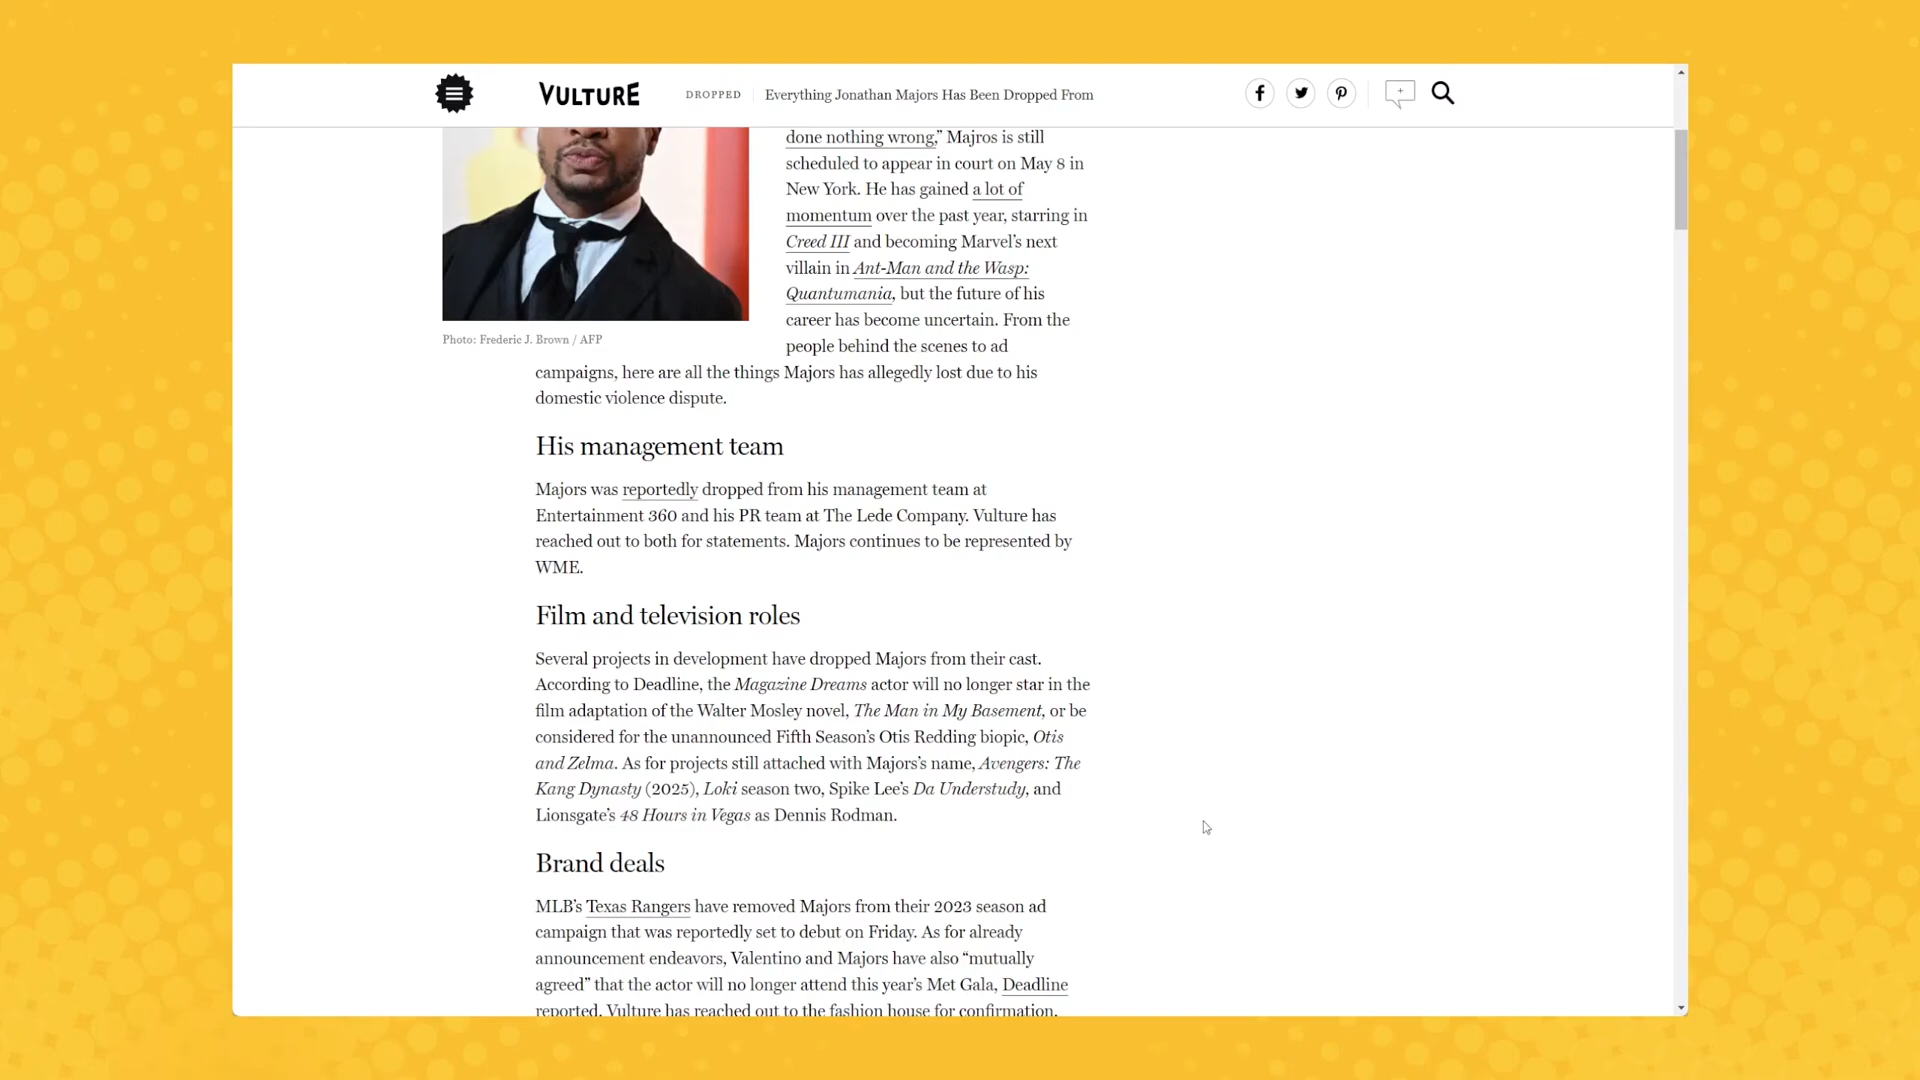 VULTURE
DROPPED
Everything Jonathan Majors Has Been Dropped From
done nothing wrong,” Majros is still
scheduled to appear in court on May 8 in
New York. He has gained a lot of
momentum over the past year, starring in
Creed III and becoming Marvel’s next
villain in Ant-Man and the Wasp:
Quantumania, but the future of his
career has become uncertain. From the
people behind the scenes to ad
Photo: Frederic J. Brown / AFP
campaigns, here are all the things Majors has allegedly lost due to his
domestic violence dispute.
His management team
Majors was reportedly dropped from his management team at
Entertainment 360 and his PR team at The Lede Company. Vulture has
reached out to both for statements. Majors continues to be represented by
WME.
Film and television roles
Several projects in development have dropped Majors from their cast.
According to Deadline, the Magazine Dreams actor will no longer star in the
film adaptation of the Walter Mosley novel, The Man in My Basement, or be
considered for the unannounced Fifth Season’s Otis Redding biopic, Otis
and Zelma. As for projects still attached with Majors’s name, Avengers: The
Kang Dynasty (2025), Loki season two, Spike Lee’s Da Understudy, and
Lionsgate’s 48 Hours in Vegas as Dennis Rodman.
Brand deals
MLB’s Texas Rangers have removed Majors from their 2023 season ad
campaign that was reportedly set to debut on Friday. As for already
announcement endeavors, Valentino and Majors have also “mutually
agreed” that the actor will no longer attend this year’s Met Gala, Deadline
reported. Vulture has reached out to the fashion house for confirmation.